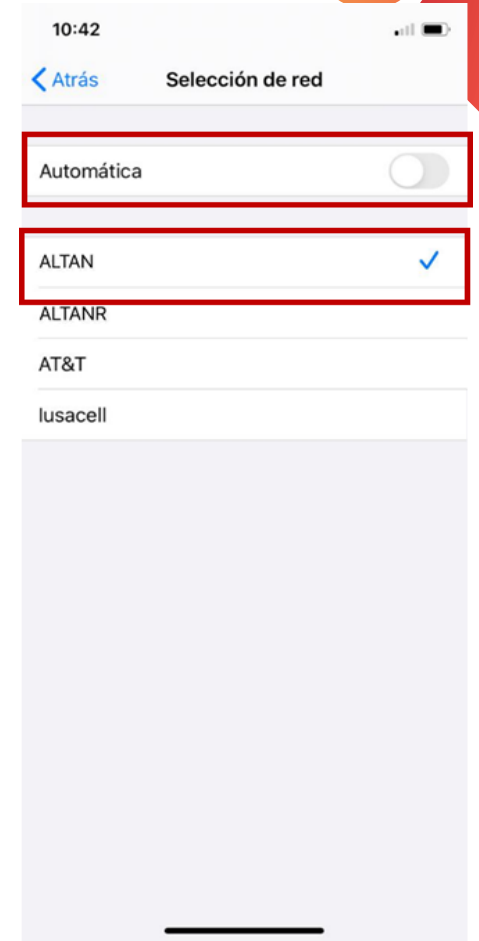 10:42
Atrás Selección de red
Automática
ALTAN
ALTANR
AT&T
Iusacell